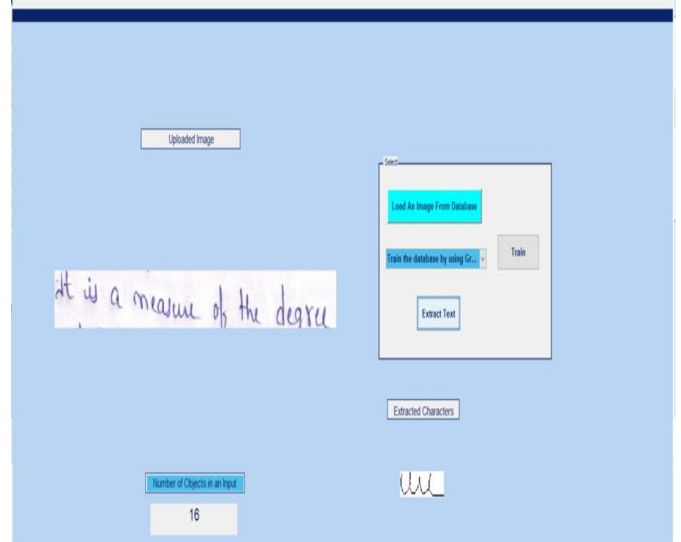 Uploaded Image
Select
Load An Image From Database
Train the database by using Gr...
Train
it is a measure of the degree
Extract Text
Extracted Characters
Number of Objects in an Input
16